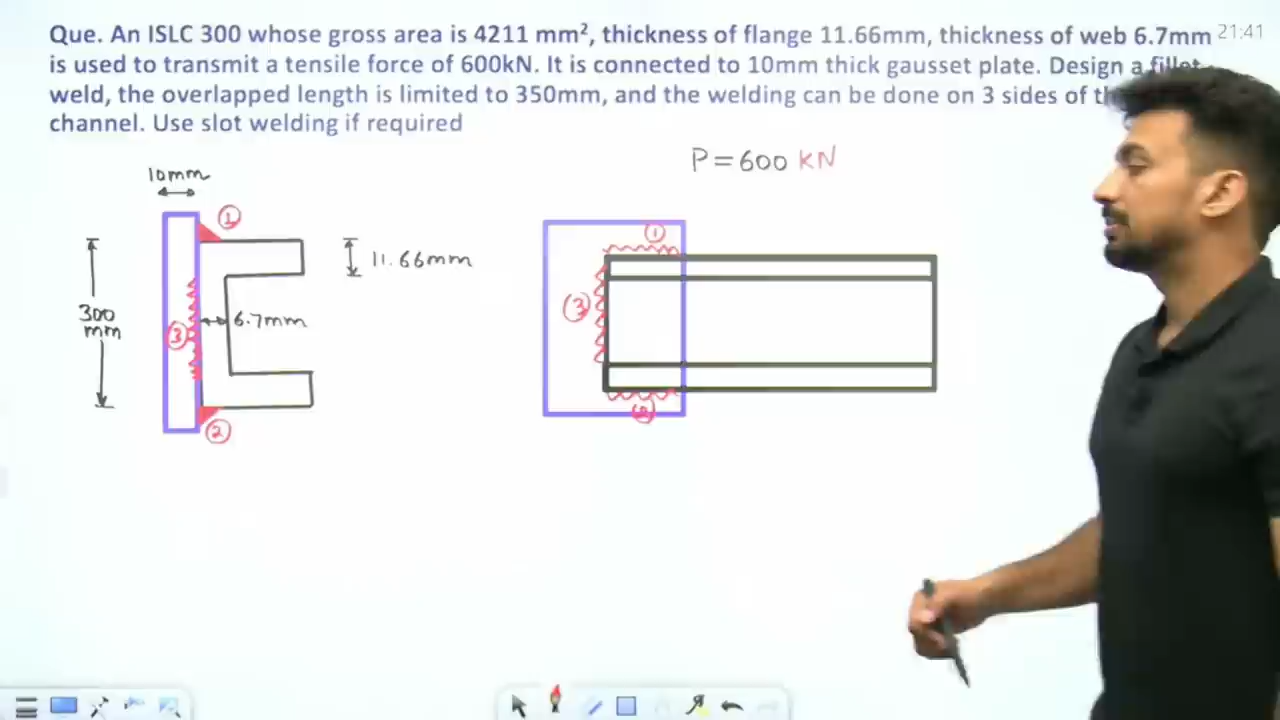 Que. An ISLC 300 whose gross area is 4211 mm², thickness of flange 11.66mm, thickness of web 6.7mm
21:41
is used to transmit a tensile force of 600kN. It is connected to 10mm thick gausset plate. Design a fillet
weld, the overlapped length is limited to 350mm, and the welding can be done on 3 sides of
channel. Use slot welding if required
P=600 KN
10mm
①
①
11.66mm
300
mm
6.7mm
③
③
②
②